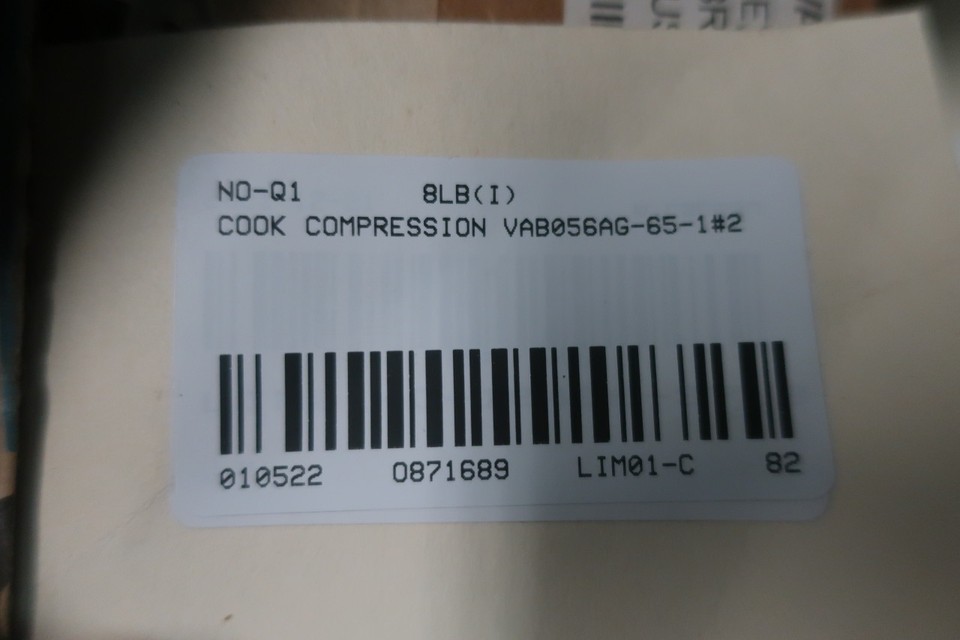 NO-Q1 8LB(I)
COOK COMPRESSION VAB056AG-65-1#2
010522 0871689 LIM01-C 82